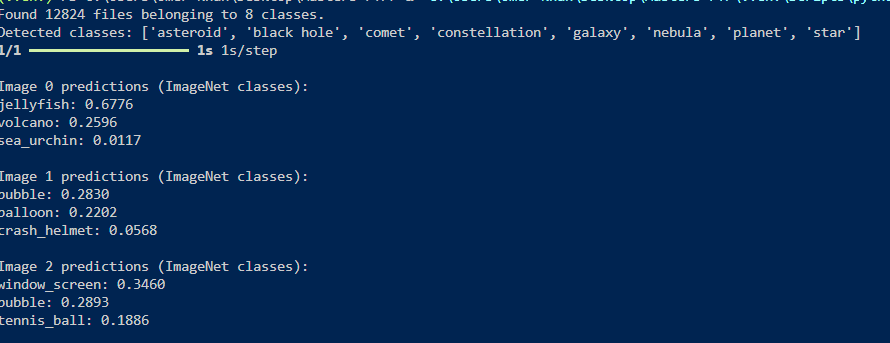 Found 12824 files belonging to 8 classes.
Detected classes: ['asteroid', 'black hole', 'comet', 'constellation', 'galaxy', 'nebula', 'planet', 'star']
1/1 ━━━━━━━━━━━━━━━━━━━━ 1s 1s/step
Image 0 predictions (ImageNet classes):
jellyfish: 0.6776
volcano: 0.2596
sea_urchin: 0.0117
Image 1 predictions (ImageNet classes):
bubble: 0.2830
balloon: 0.2202
crash_helmet: 0.0568
Image 2 predictions (ImageNet classes):
window_screen: 0.3460
bubble: 0.2893
tennis_ball: 0.1886